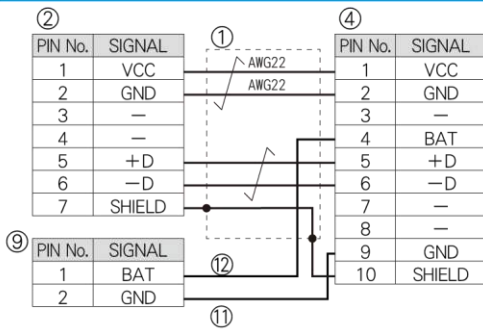 ②
PIN No. SIGNAL
1 VCC
2 GND
3 —
4 —
5 +D
6 −D
7 SHIELD
①
AWG22
AWG22
④
PIN No. SIGNAL
1 VCC
2 GND
3 —
4 BAT
5 +D
6 −D
7 —
8 —
9 GND
10 SHIELD
⑨
PIN No. SIGNAL
1 BAT
2 GND
⑫
⑪